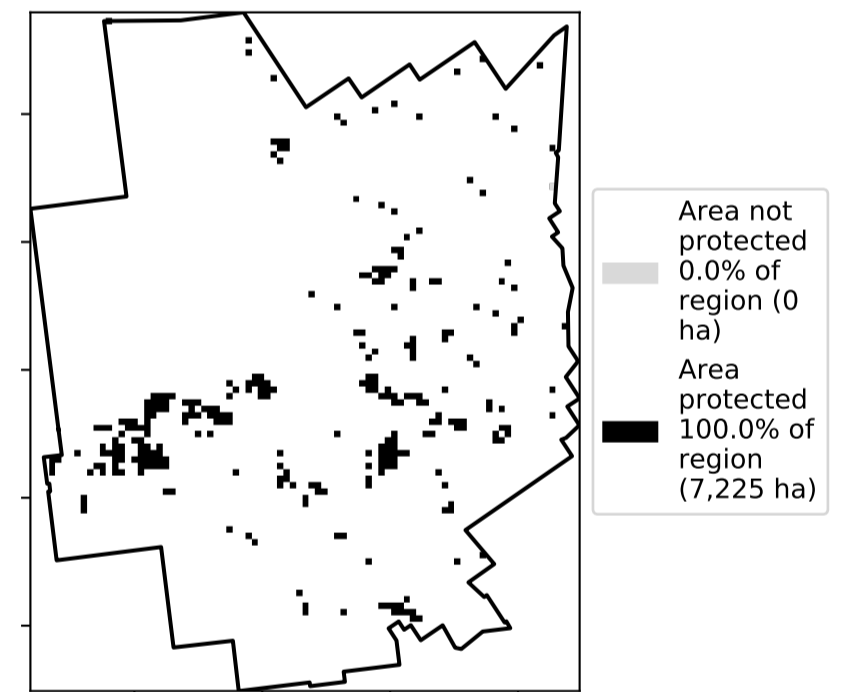 Area not
protected
0.0% of
region (0
ha)
Area
protected
100.0% of
region
(7,225 ha)